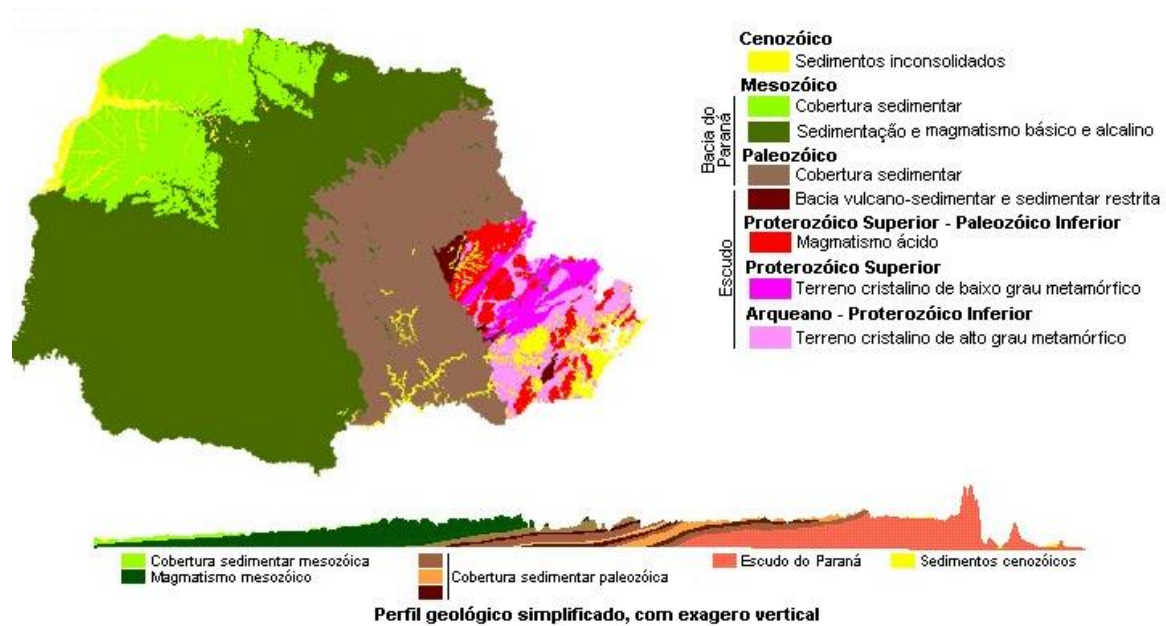 Cenozóico
Sedimentos inconsolidados
Mesozóico
Cobertura sedimentar
Sedimentação e magmatismo básico e alcalino
Bacia do
Paraná
Paleozóico
Cobertura sedimentar
Bacia vulcano-sedimentar e sedimentar restrita
Escudo
Proterozóico Superior - Paleozóico Inferior
Magmatismo ácido
Proterozóico Superior
Terreno cristalino de baixo grau metamórfico
Arqueano - Proterozóico Inferior
Terreno cristalino de alto grau metamórfico
Cobertura sedimentar mesozóica
Magmatismo mesozóico
Cobertura sedimentar paleozóica
Escudo do Paraná
Sedimentos cenozóicos
Perfil geológico simplificado, com exagero vertical